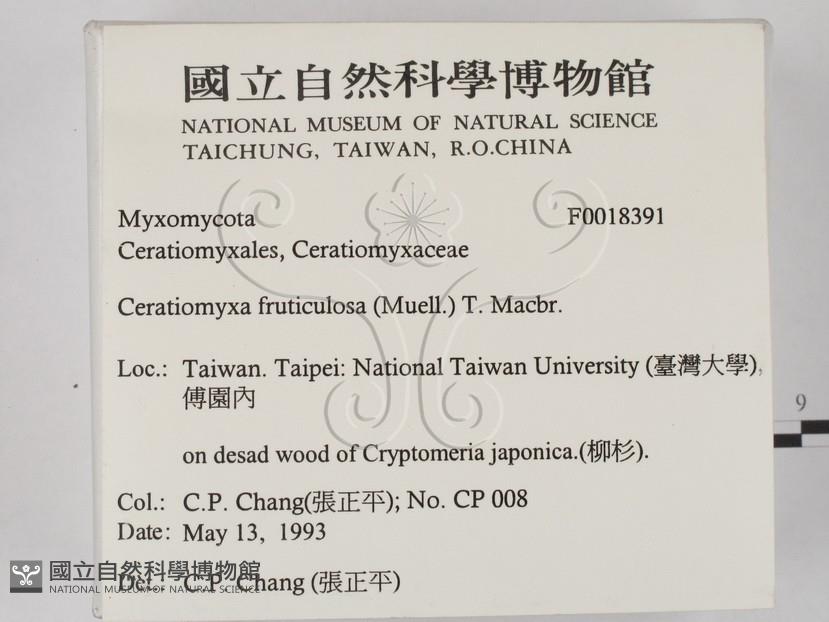 國立自然科學博物館
NATIONAL MUSEUM OF NATURAL SCIENCE
TAICHUNG, TAIWAN, R.O.CHINA
Myxomycota F0018391
Ceratiomyxales, Ceratiomyxaceae
Ceratiomyxa fruticulosa (Muell.) T. Macbr.
Loc.: Taiwan. Taipei: National Taiwan University (臺灣大學),
傅園內
on desad wood of Cryptomeria japonica.(柳杉).
9
Col.: C.P. Chang(張正平); No. CP 008
Date: May 13, 1993
Det.: C.P. Chang (張正平)
國立自然科學博物館
NATIONAL MUSEUM OF NATURAL SCIENCE